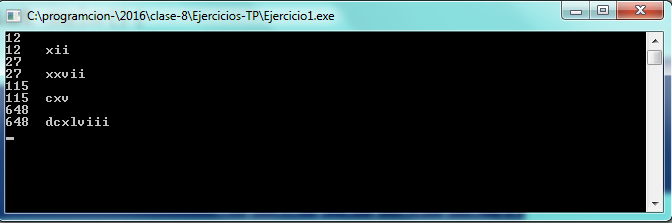 C:\programcion-\2016\clase-8\Ejercicios-TP\Ejercicio1.exe
12
12 xii
27
27 xxvii
115
115 cxv
648
648 dcxlviii